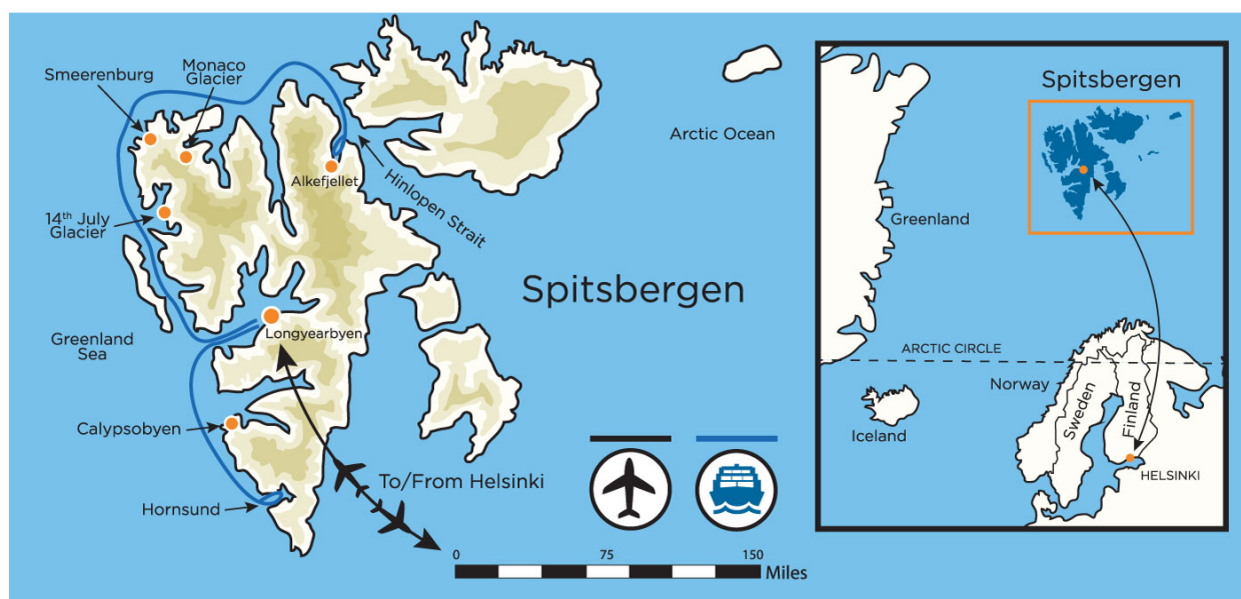 Smeerenburg
Monaco
Glacier
Alkefjellet
Hinlopen Strait
14th July
Glacier
Arctic Ocean
Spitsbergen
Greenland
Sea
Longyearbyen
Calypsobyen
Hornsund
To/From Helsinki
0 75 150
Miles
Spitsbergen
Greenland
ARCTIC CIRCLE
Norway
Sweden
Finland
Iceland
HELSINKI